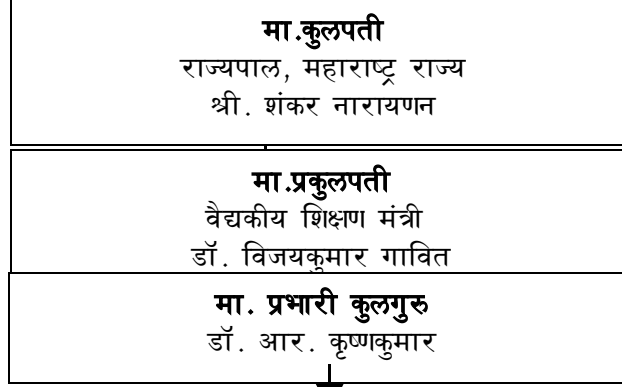 मा.कुलपती
राज्यपाल, महाराष्ट्र राज्य
श्री. शंकर नारायणन
मा.प्रकुलपती
वैद्यकीय शिक्षण मंत्री
डॉ. विजयकुमार गावित
मा. प्रभारी कुलगुरु
डॉ. आर. कृष्णकुमार